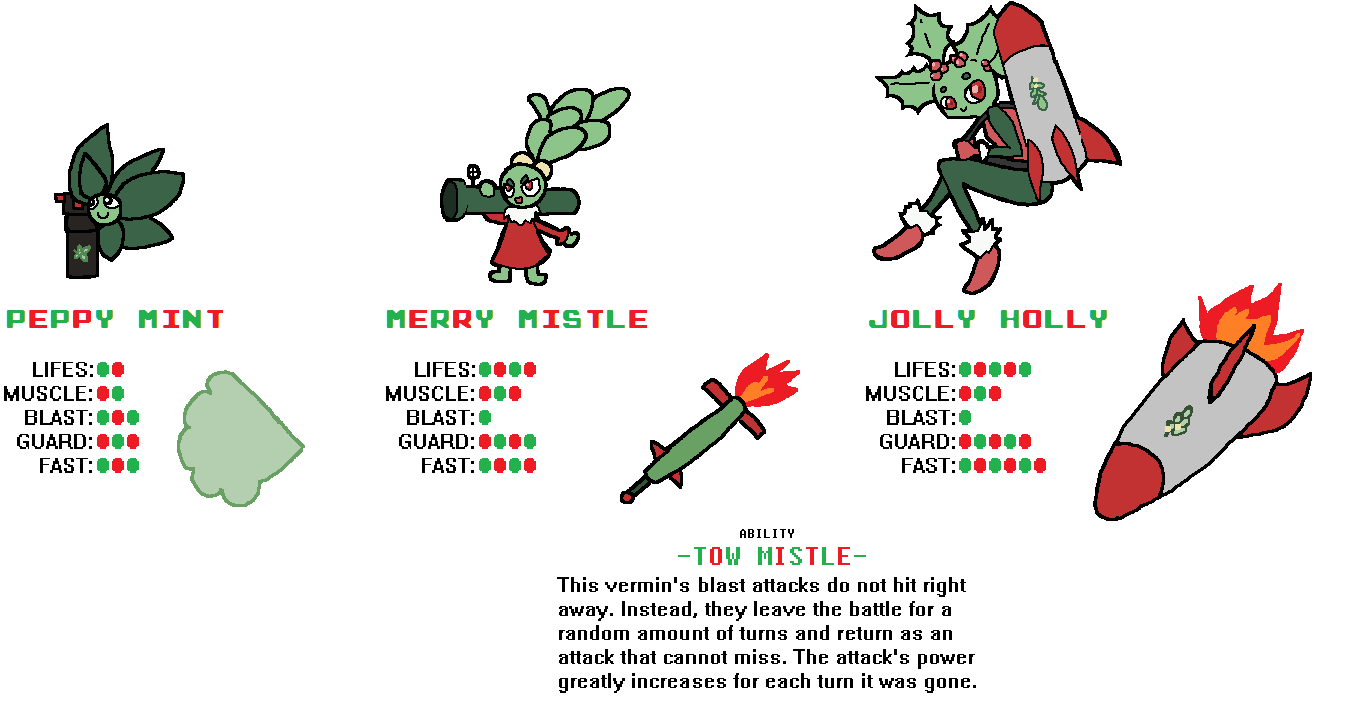 PEPPY MINT
LIFES:
MUSCLE:
BLAST:
GUARD:
FAST:
MERRY MISTLE
LIFES:
MUSCLE:
BLAST:
GUARD:
FAST:
JOLLY HOLLY
LIFES:
MUSCLE:
BLAST:
GUARD:
FAST:
ABILITY
-TOW MISTLE-
This vermin's blast attacks do not hit right
away. Instead, they leave the battle for a
random amount of turns and return as an
attack that cannot miss. The attack's power
greatly increases for each turn it was gone.